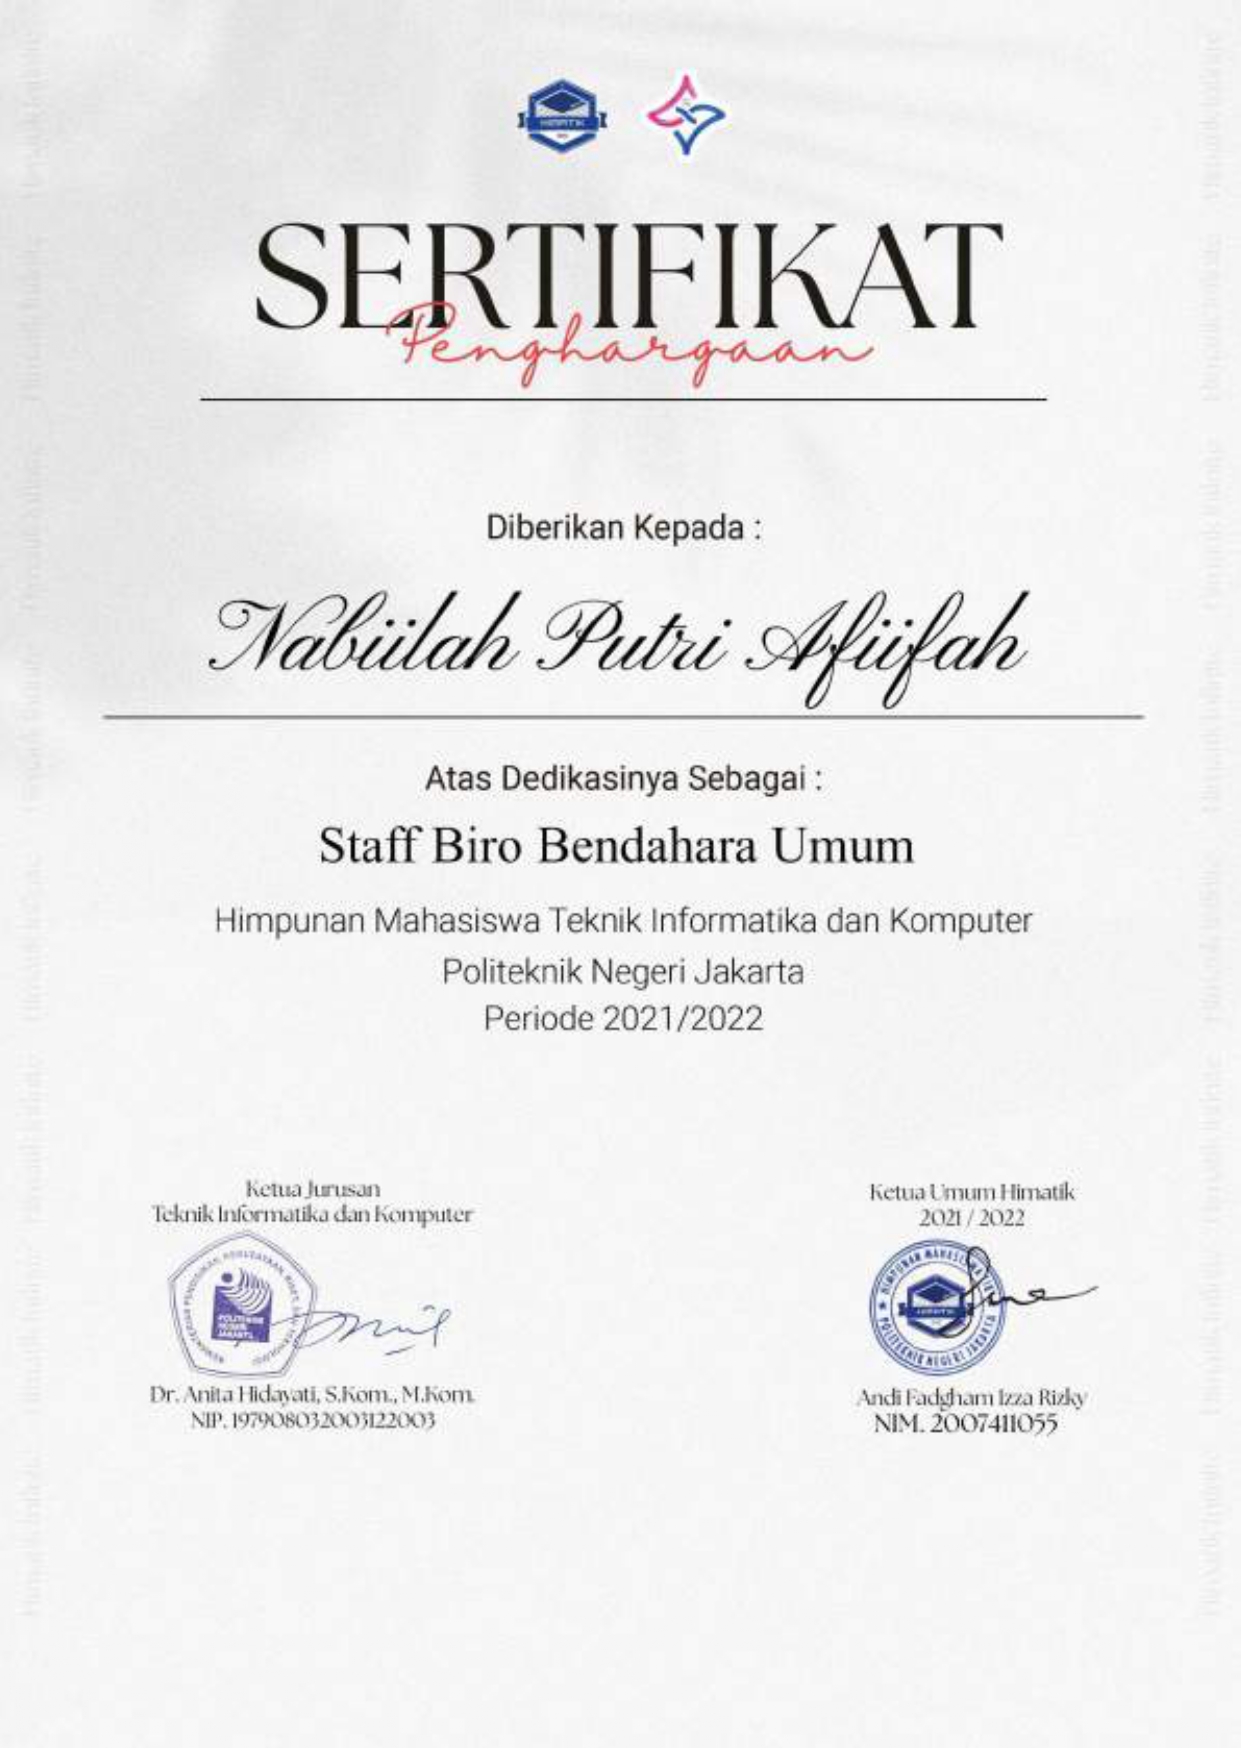 HIMATIK
SERTIFIKAT
Penghargaan
Diberikan Kepada :
Nabiilah Putri Afiifah
Atas Dedikasinya Sebagai :
Staff Biro Bendahara Umum
Himpunan Mahasiswa Teknik Informatika dan Komputer
Politeknik Negeri Jakarta
Periode 2021/2022
Ketua Jurusan
Teknik Informatika dan Komputer
POLITEKNIK
NEGERI
JAKARTA
Dr. Anita Hidayati, S.Kom., M.Kom.
NIP. 197908032003122003
Ketua Umum Himatik
2021 / 2022
HIMPUNAN MAHASISWA
POLITEKNIK NEGERI JAKARTA
Andi Fadgham Izza Rizky
NIM. 2007411055